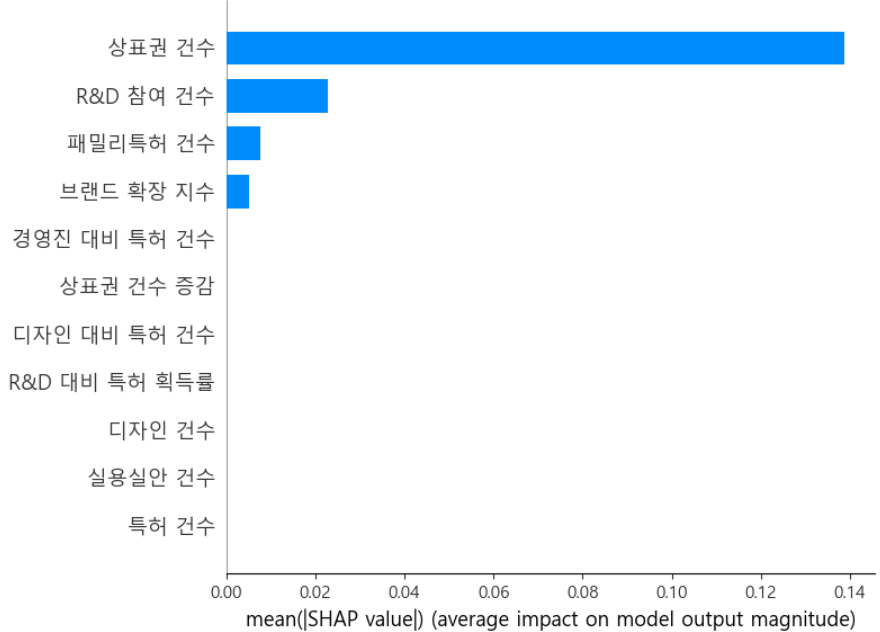 상표권 건수
R&D 참여 건수
패밀리특허 건수
브랜드 확장 지수
경영진 대비 특허 건수
상표권 건수 증감
디자인 대비 특허 건수
R&D 대비 특허 획득률
디자인 건수
실용실안 건수
특허 건수
0.00 0.02 0.04 0.06 0.08 0.10 0.12 0.14
mean(|SHAP value|) (average impact on model output magnitude)